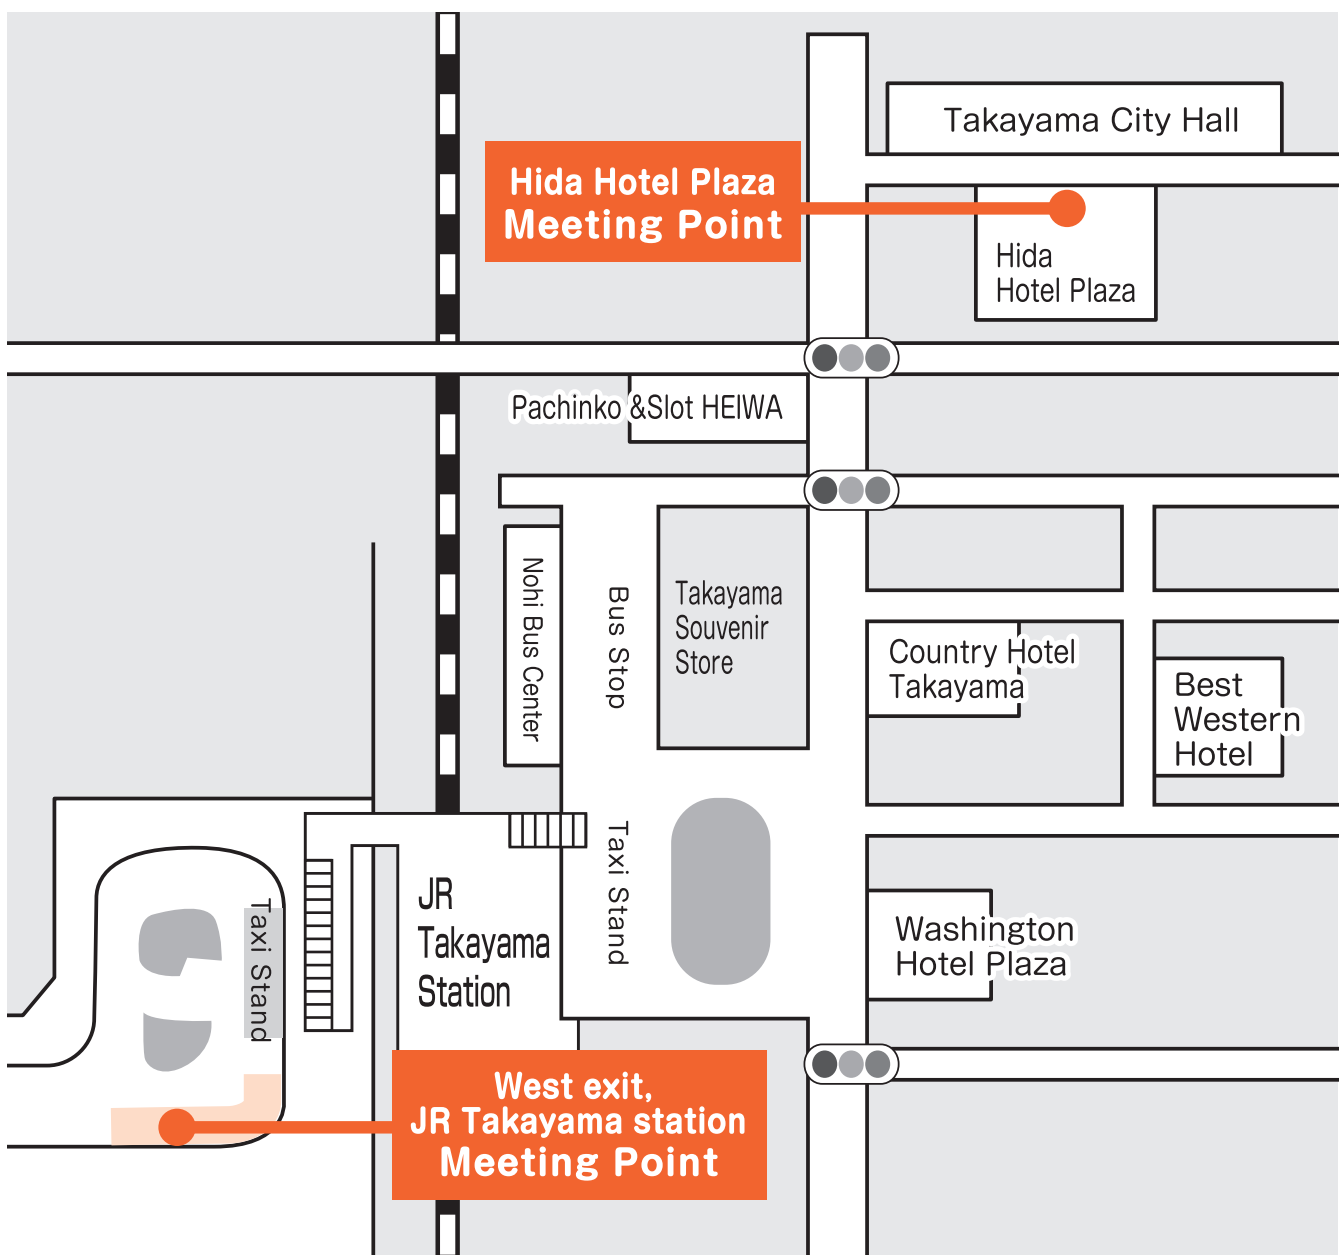 Takayama City Hall
Hida Hotel Plaza
Meeting Point
Hida
Hotel Plaza
Pachinko &Slot HEIWA
Nohi Bus Center
Bus Stop
Takayama
Souvenir
Store
Country Hotel
Takayama
Best
Western
Hotel
Taxi Stand
JR
Takayama
Station
Taxi Stand
Washington
Hotel Plaza
West exit,
JR Takayama station
Meeting Point